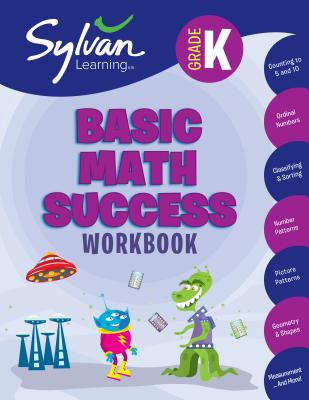 Sylvan
Learning
GRADE K
BASIC
MATH
SUCCESS
WORKBOOK
Counting to
5 and 10
Ordinal
Numbers
Classifying
& Sorting
Number
Patterns
Picture
Patterns
Geometry
& Shapes
Measurement
...And More!